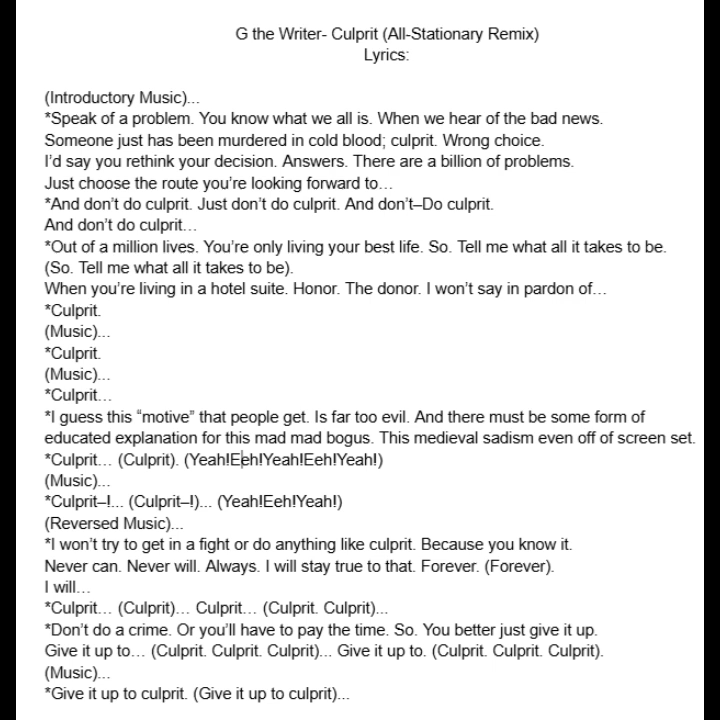 G the Writer- Culprit (All-Stationary Remix)
Lyrics:
(Introductory Music)...
*Speak of a problem. You know what we all is. When we hear of the bad news.
Someone just has been murdered in cold blood; culprit. Wrong choice.
I'd say you rethink your decision. Answers. There are a billion of problems.
Just choose the route you're looking forward to…
*And don't do culprit. Just don't do culprit. And don't–Do culprit.
And don't do culprit…
*Out of a million lives. You're only living your best life. So. Tell me what all it takes to be.
(So. Tell me what all it takes to be).
When you're living in a hotel suite. Honor. The donor. I won't say in pardon of…
*Culprit.
(Music)...
*Culprit.
(Music)...
*Culprit…
*I guess this “motive” that people get. Is far too evil. And there must be some form of
educated explanation for this mad mad bogus. This medieval sadism even off of screen set.
*Culprit… (Culprit). (Yeah!Eeh!Yeah!Eeh!Yeah!)
(Music)...
*Culprit–!... (Culprit–!)... (Yeah!Eeh!Yeah!)
(Reversed Music)...
*I won't try to get in a fight or do anything like culprit. Because you know it.
Never can. Never will. Always. I will stay true to that. Forever. (Forever).
I will…
*Culprit… (Culprit)… Culprit… (Culprit. Culprit)...
*Don't do a crime. Or you'll have to pay the time. So. You better just give it up.
Give it up to… (Culprit. Culprit. Culprit)... Give it up to. (Culprit. Culprit. Culprit).
(Music)...
*Give it up to culprit. (Give it up to culprit)...